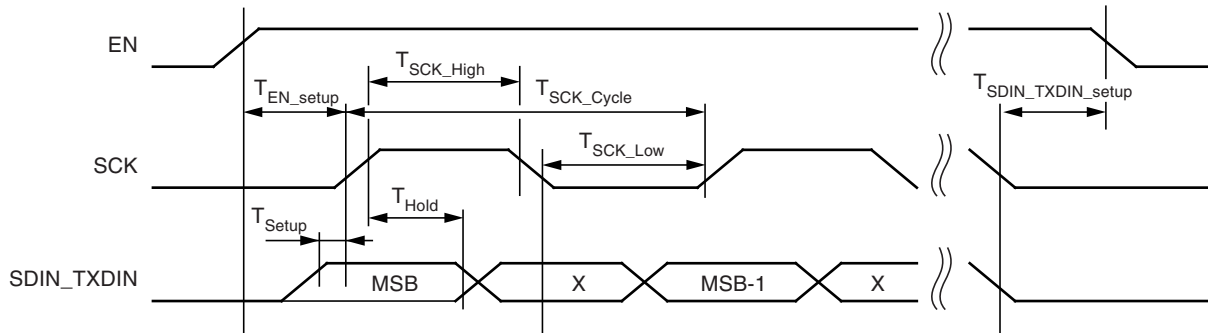 EN
T_EN_setup
T_SCK_High
T_SCK_Cycle
T_SDIN_TXDIN_setup
SCK
T_SCK_Low
T_Setup
T_Hold
SDIN_TXDIN
MSB
X
MSB-1
X